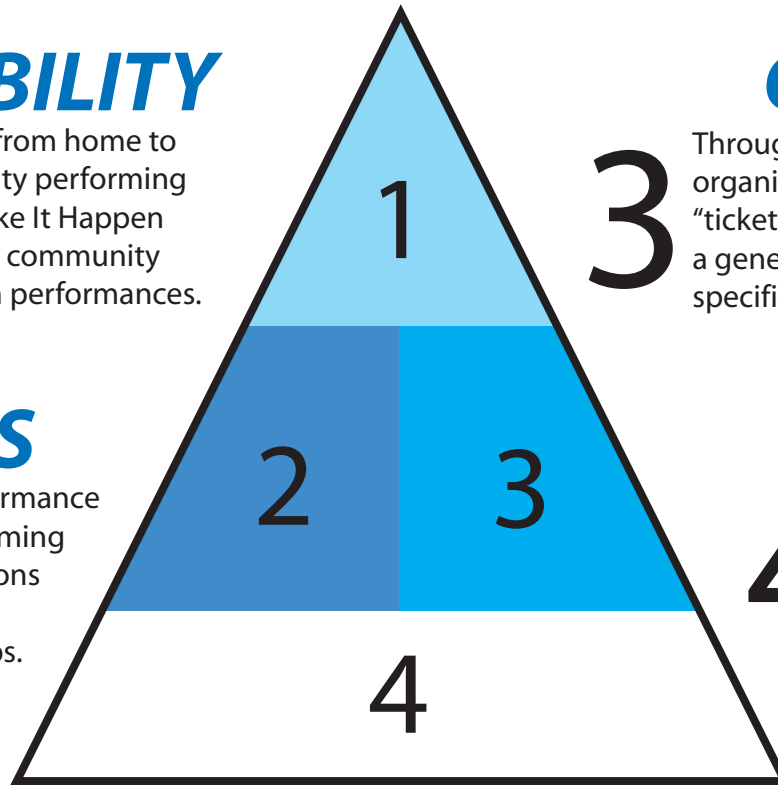 BILITY
from home to
ty performing
ke It Happen
community
performances.
S
rmance
ming
ons
os.
1
2
3
4
3
Throug
organi
“ticket
a gene
specifi